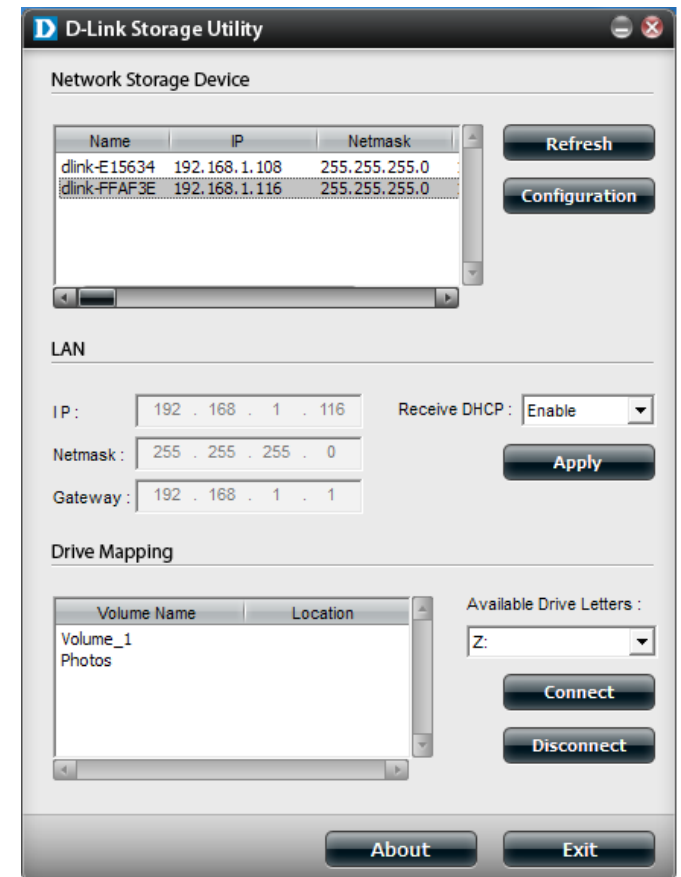 D D-Link Storage Utility
Network Storage Device
Name IP Netmask
dlink-E15634 192.168.1.108 255.255.255.0
dlink-FFAF3E 192.168.1.116 255.255.255.0
Refresh
Configuration
LAN
IP : 192 . 168 . 1 . 116 Receive DHCP : Enable
Netmask : 255 . 255 . 255 . 0 Apply
Gateway : 192 . 168 . 1 . 1
Drive Mapping
Volume Name Location
Volume_1
Photos
Available Drive Letters :
Z:
Connect
Disconnect
About Exit